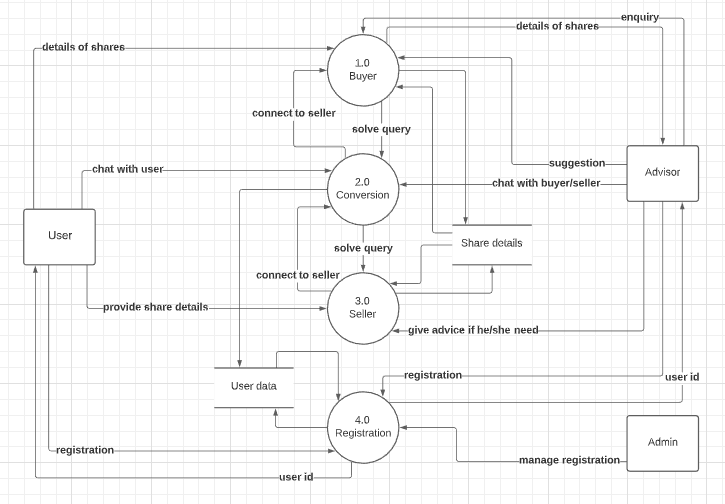 enquiry
details of shares
details of shares
1.0
Buyer
connect to seller
solve query
suggestion
chat with user
Advisor
2.0
Conversion
chat with buyer/seller
User
Share details
solve query
connect to seller
3.0
Seller
provide share details
give advice if he/she need
registration
user id
User data
4.0
Registration
Admin
registration
manage registration
user id